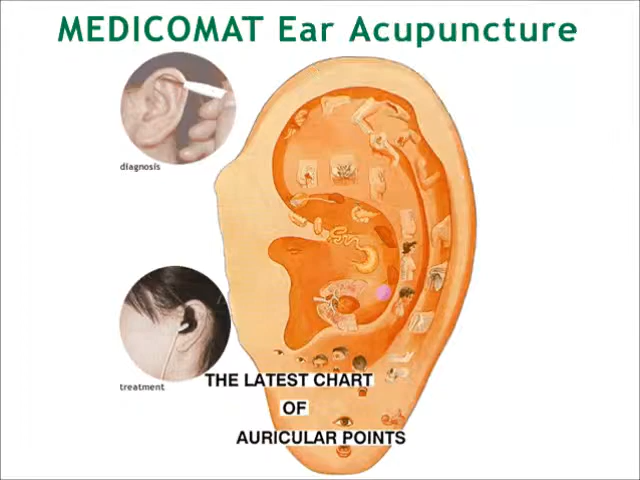 MEDICOMAT Ear Acupuncture
diagnosis
treatment
THE LATEST CHART
OF
AURICULAR POINTS